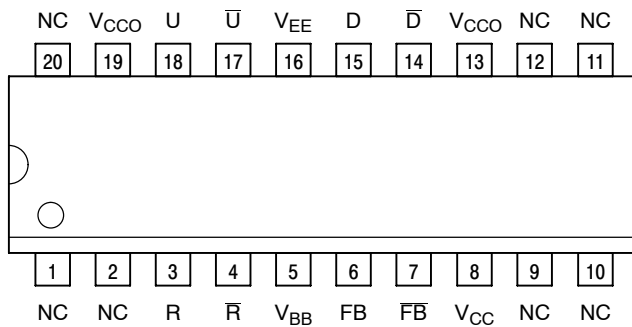 NC V_CCO U U̅ V_EE D D̅ V_CCO NC NC
20 19 18 17 16 15 14 13 12 11
1 2 3 4 5 6 7 8 9 10
NC NC R R̅ V_BB FB F̅B̅ V_CC NC NC